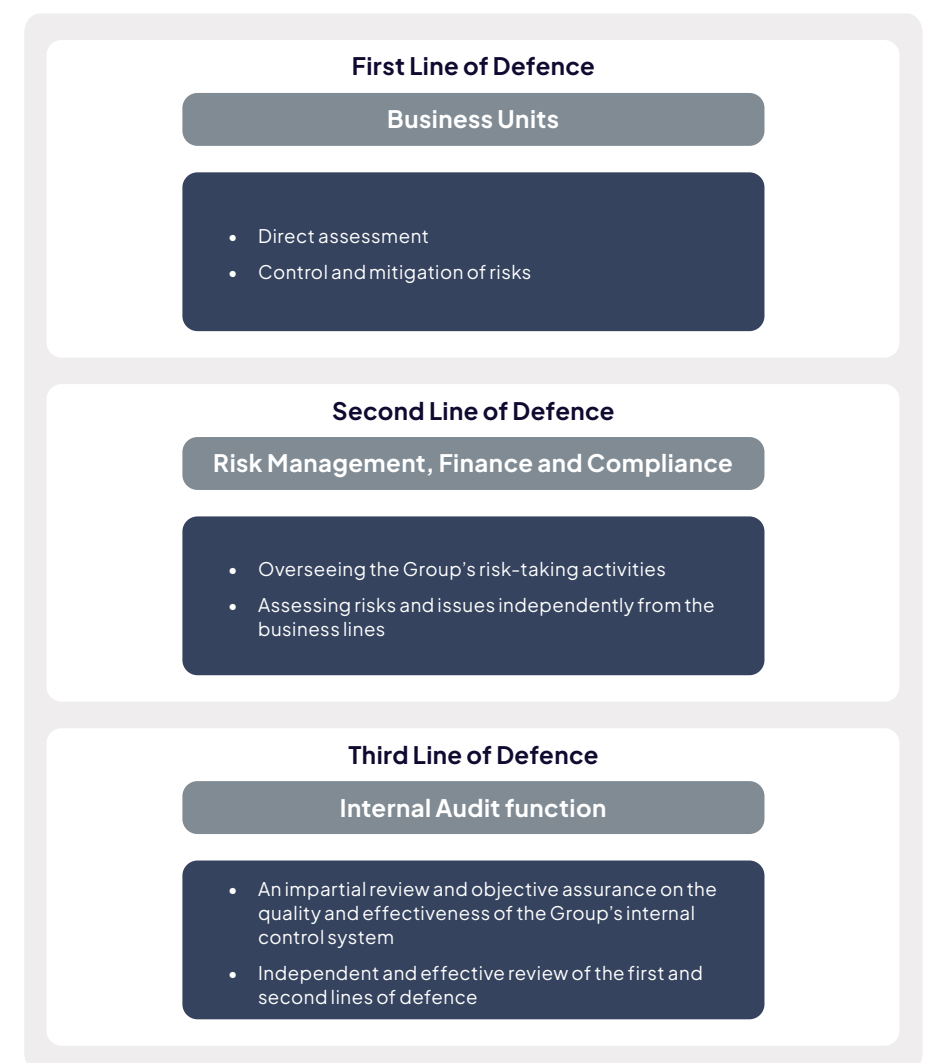 First Line of Defence
Business Units
• Direct assessment
• Control and mitigation of risks
Second Line of Defence
Risk Management, Finance and Compliance
• Overseeing the Group’s risk-taking activities
• Assessing risks and issues independently from the
business lines
Third Line of Defence
Internal Audit function
• An impartial review and objective assurance on the
quality and effectiveness of the Group’s internal
control system
• Independent and effective review of the first and
second lines of defence